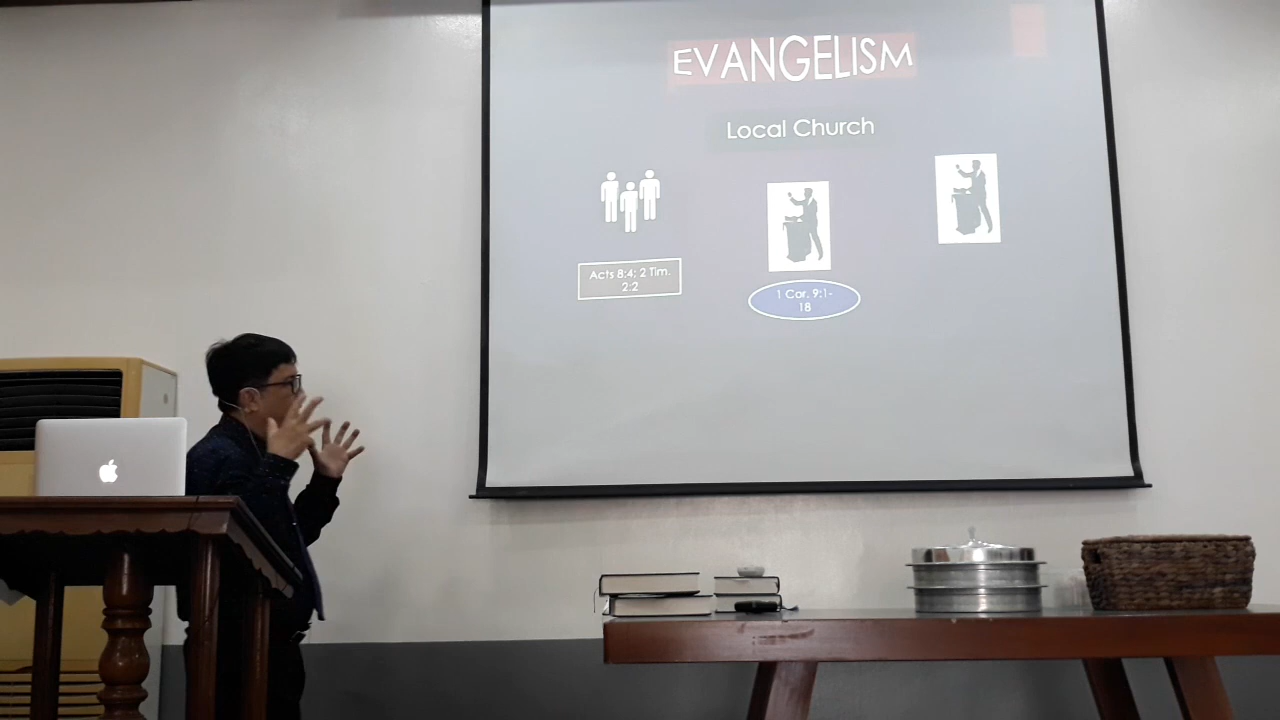 EVANGELISM
Local Church
Acts 8:4; 2 Tim.
2:2
1 Cor. 9:1-
18